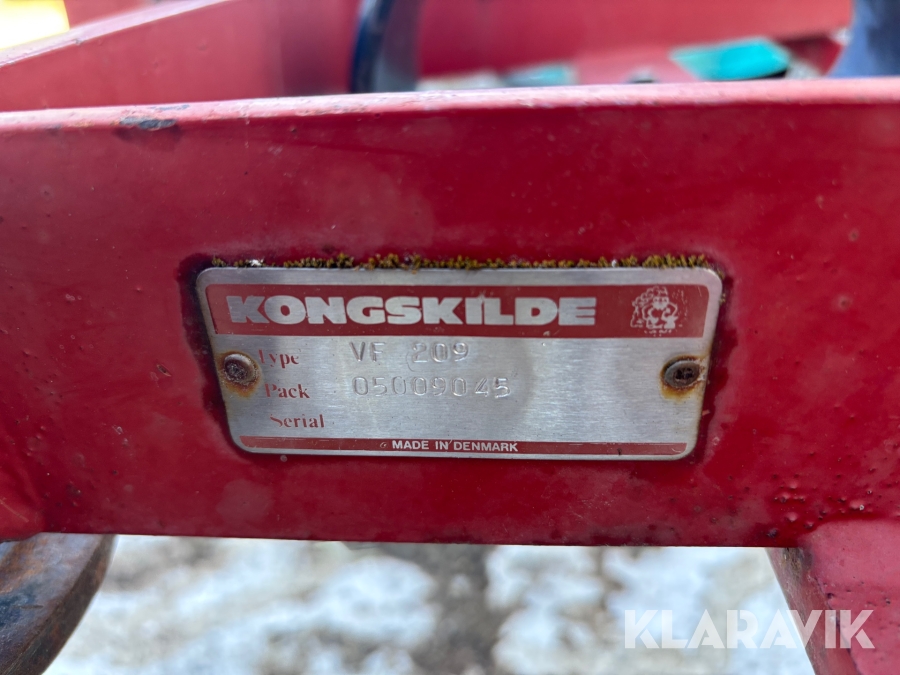 KONGSKILDE
Type VF 209
Pack 05009045
Serial
MADE IN DENMARK
KLARAVIK